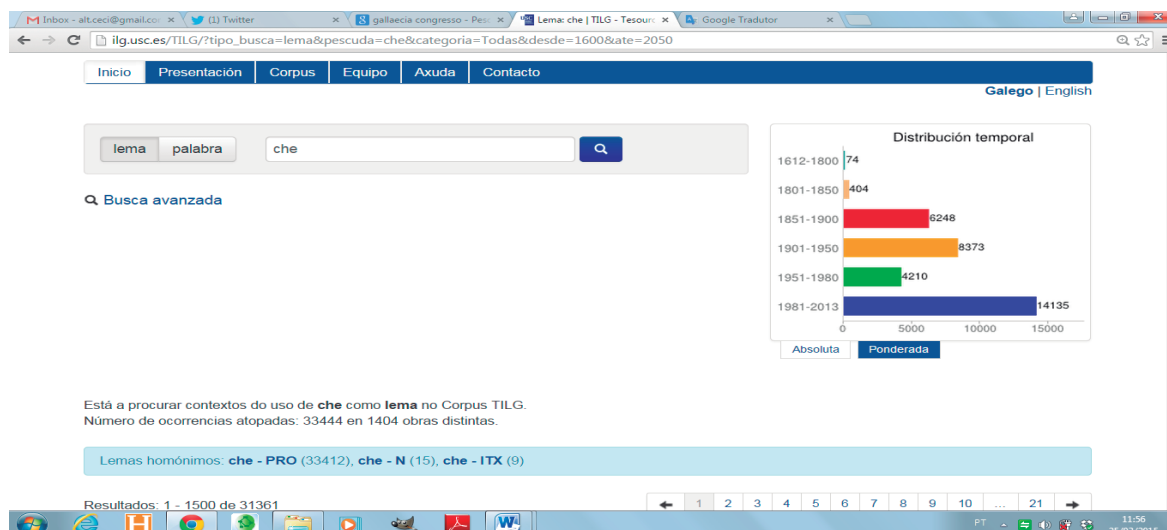 Inbox - alt.ceci@gmail.co
(1) Twitter
gallaecia congresso - Pes
Lema: che | TILG - Tesour
Google Tradutor
ilg.usc.es/TILG/?tipo_busca=lema&pescuda=che&categoria=Todas&desde=1600&ate=2050
Inicio Presentación Corpus Equipo Axuda Contacto
Galego | English
lema palabra che
Busca avanzada
Distribución temporal
1612-1800 74
1801-1850 404
1851-1900 6248
1901-1950 8373
1951-1980 4210
1981-2013 14135
0 5000 10000 15000
Absoluta Ponderada
Está a procurar contextos do uso de che como lema no Corpus TILG.
Número de ocorrencias atopadas: 33444 en 1404 obras distintas.
Lemas homónimos: che - PRO (33412), che - N (15), che - ITX (9)
Resultados: 1 - 1500 de 31361
1 2 3 4 5 6 7 8 9 10 ... 21
PT 11:56